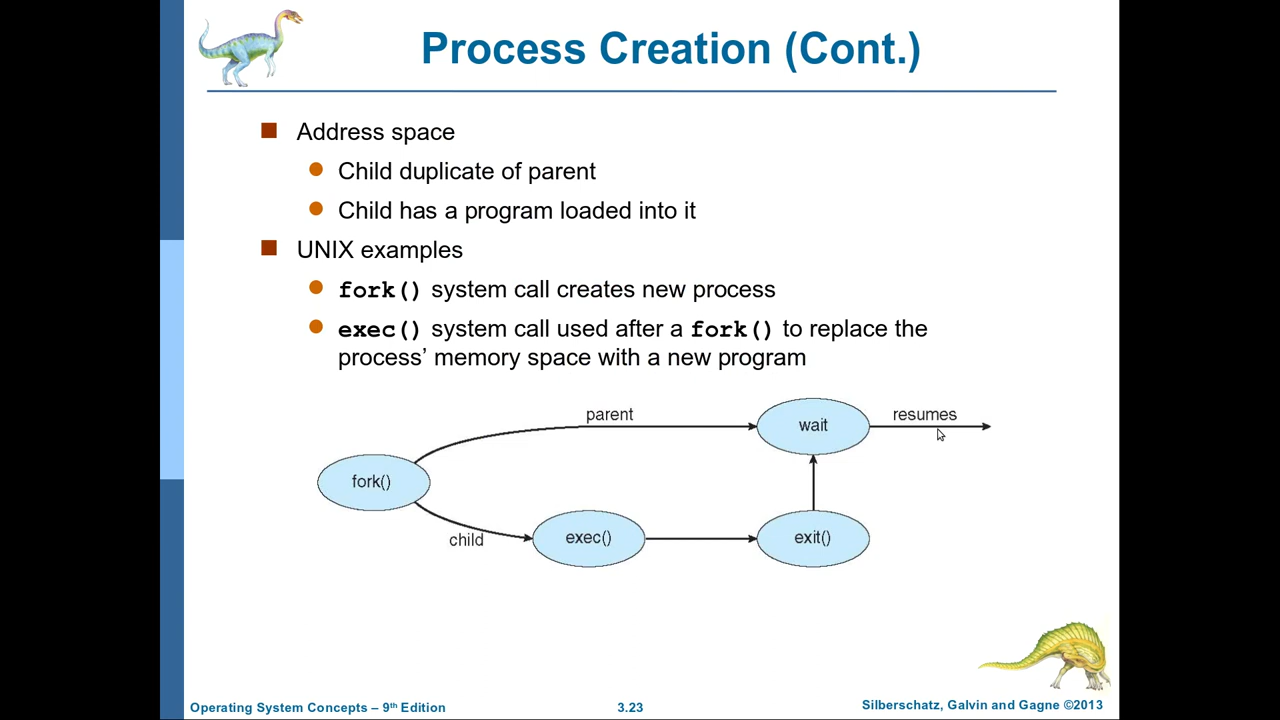 Process Creation (Cont.)
Address space
Child duplicate of parent
Child has a program loaded into it
UNIX examples
fork() system call creates new process
exec() system call used after a fork() to replace the
process’ memory space with a new program
parent
wait
resumes
fork()
child
exec()
exit()
Operating System Concepts – 9th Edition
3.23
Silberschatz, Galvin and Gagne ©2013